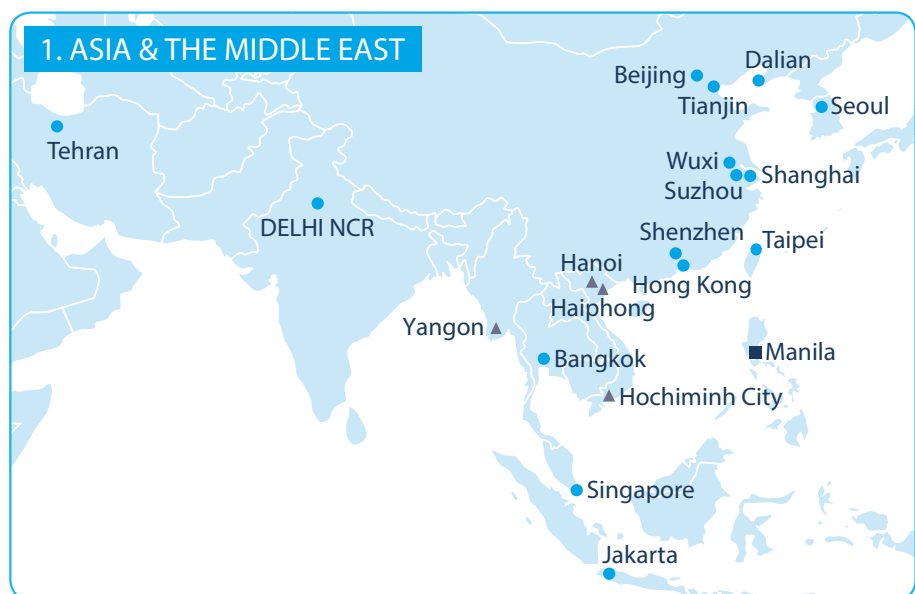 1. ASIA & THE MIDDLE EAST
Dalian
Beijing
Tianjin
Seoul
Tehran
Wuxi
Suzhou
Shanghai
DELHI NCR
Shenzhen
Taipei
Hanoi
Hong Kong
Haiphong
Yangon
Bangkok
Manila
Hochiminh City
Singapore
Jakarta